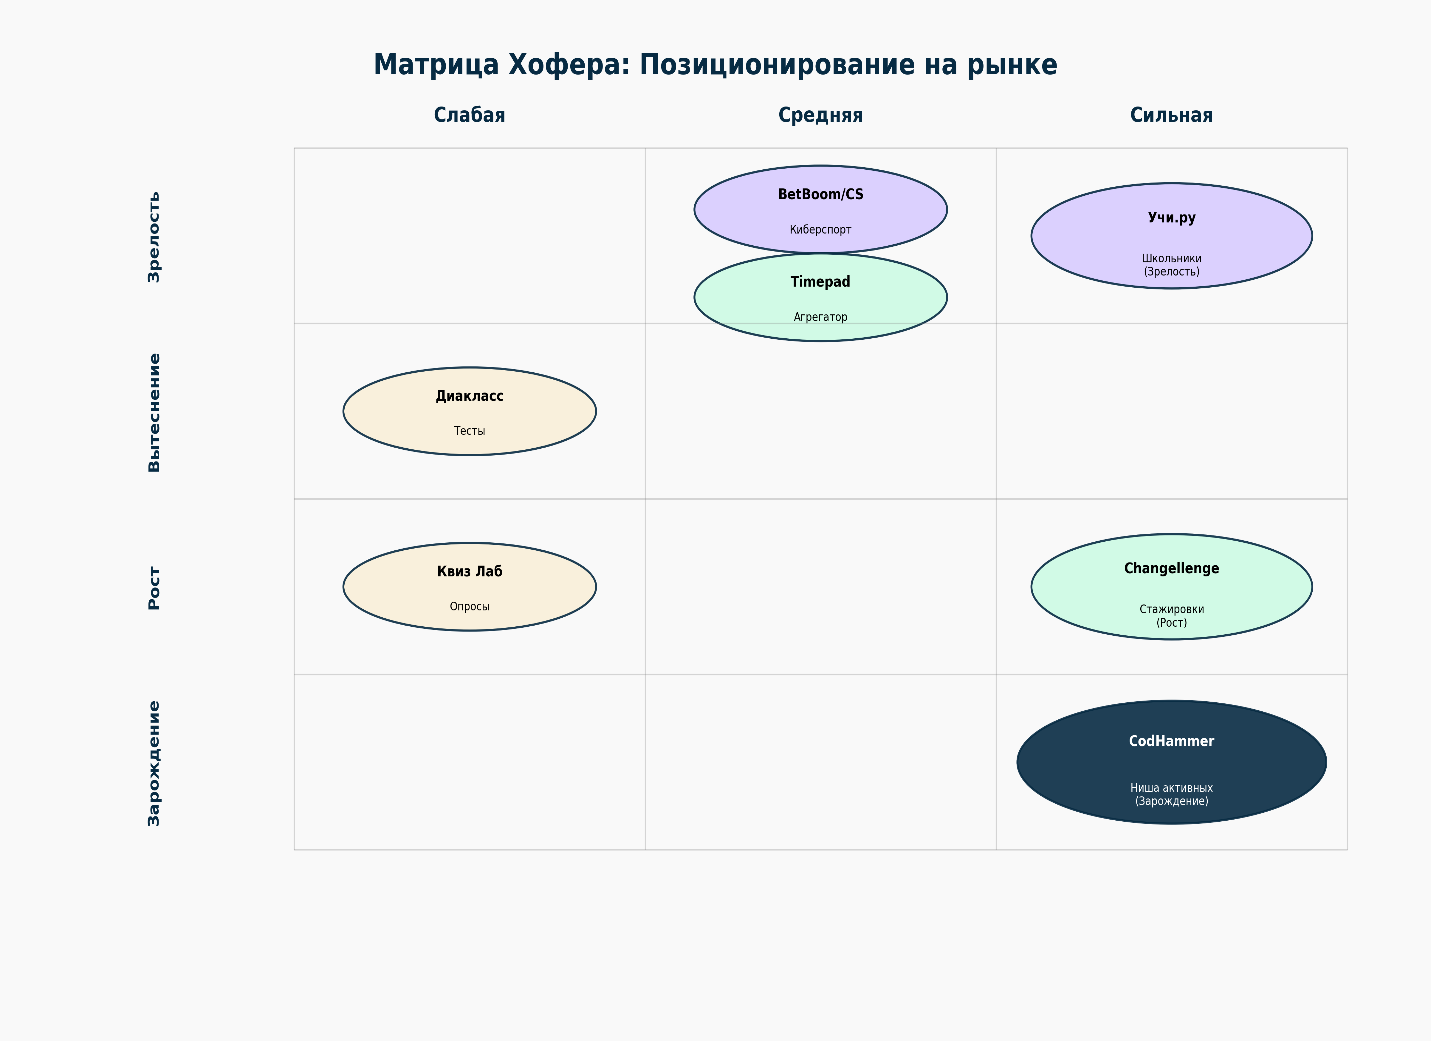 Матрица Хофера: Позиционирование на рынке
Слабая
Средняя
Сильная
Зрелость
BetBoom/CS
Киберспорт
Timepad
Агрегатор
Учи.ру
Школьники
(Зрелость)
Вытеснение
Диакласс
Тесты
Рост
Квиз Лаб
Опросы
Changellenge
Стажировки
(Рост)
Зарождение
CodHammer
Ниша активных
(Зарождение)